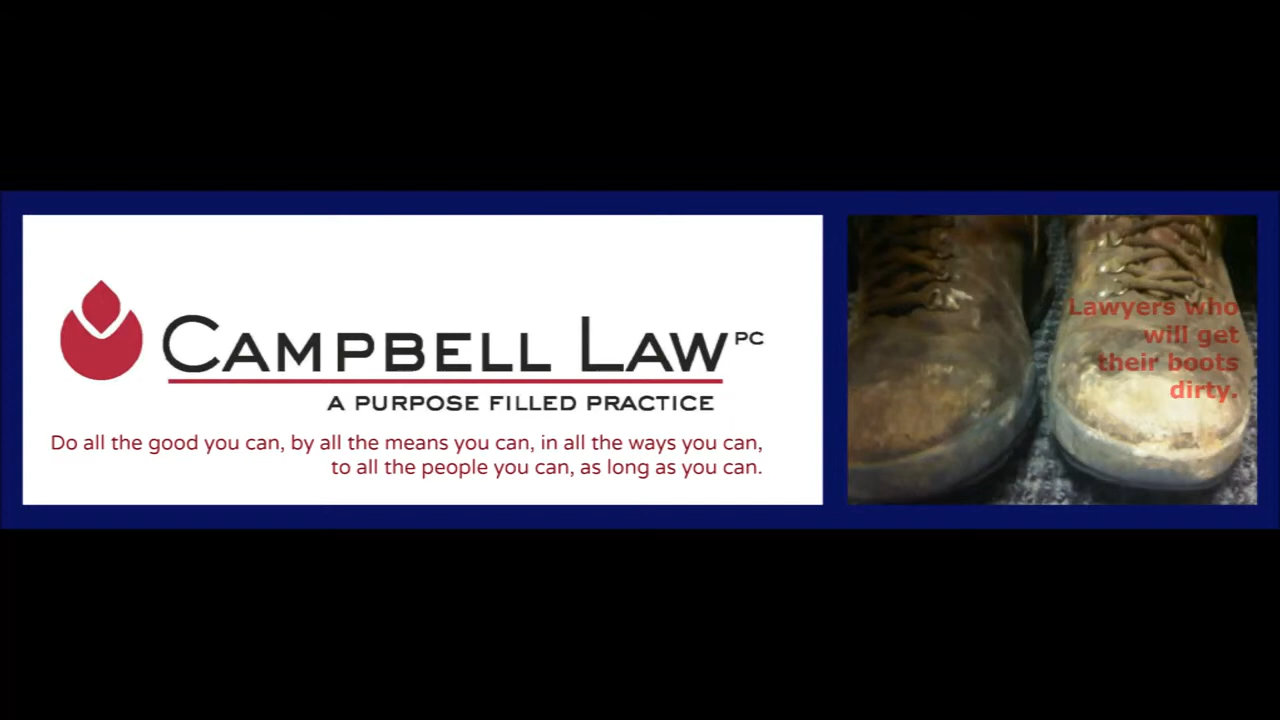 CAMPBELL LAW PC
A PURPOSE FILLED PRACTICE
Do all the good you can, by all the means you can, in all the ways you can,
to all the people you can, as long as you can.
Lawyers who
will get
their boots
dirty.